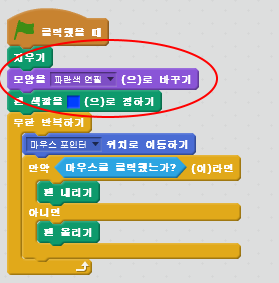 클릭했을 때
지우기
모양을 파란색 연필 (으)로 바꾸기
펜 색깔을 (으)로 정하기
무한 반복하기
마우스 포인터 위치로 이동하기
만약 마우스를 클릭했는가? (이)라면
펜 내리기
아니면
펜 올리기